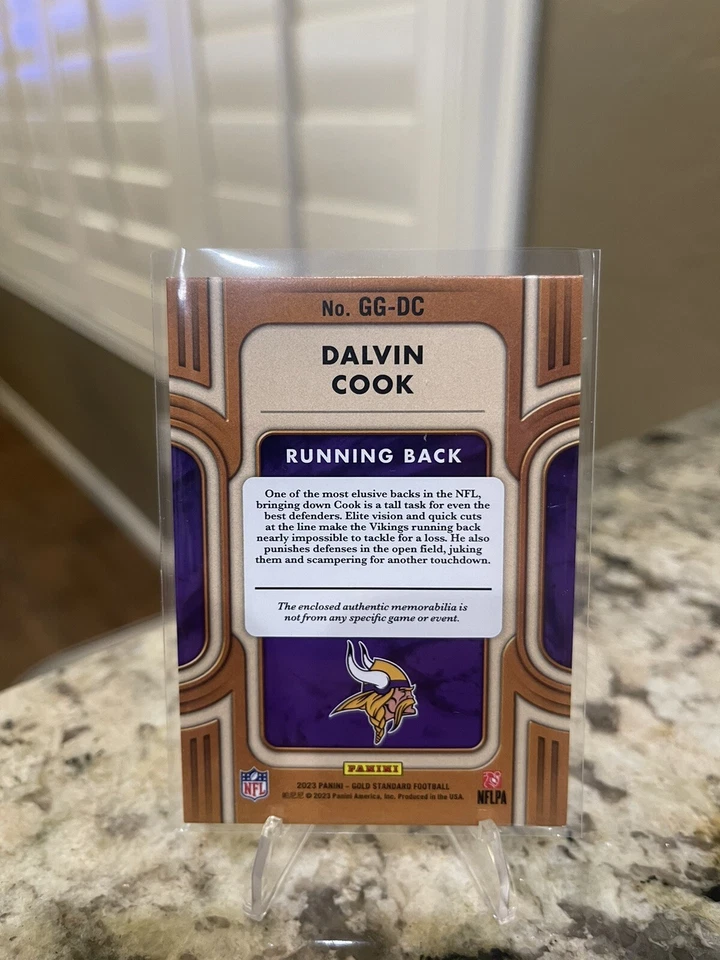 No. GG-DC
DALVIN
COOK
RUNNING BACK
One of the most elusive backs in the NFL,
bringing down Cook is a tall task for even the
best defenders. Elite vision and quick cuts
at the line make the Vikings running back
nearly impossible to tackle for a loss. He also
punishes defenses in the open field, juking
them and scampering for another touchdown.
The enclosed authentic memorabilia is
not from any specific game or event.
PANINI
2023 PANINI – GOLD STANDARD FOOTBALL
© 2023 Panini America, Inc. Produced in the USA.
NFL
NFLPA